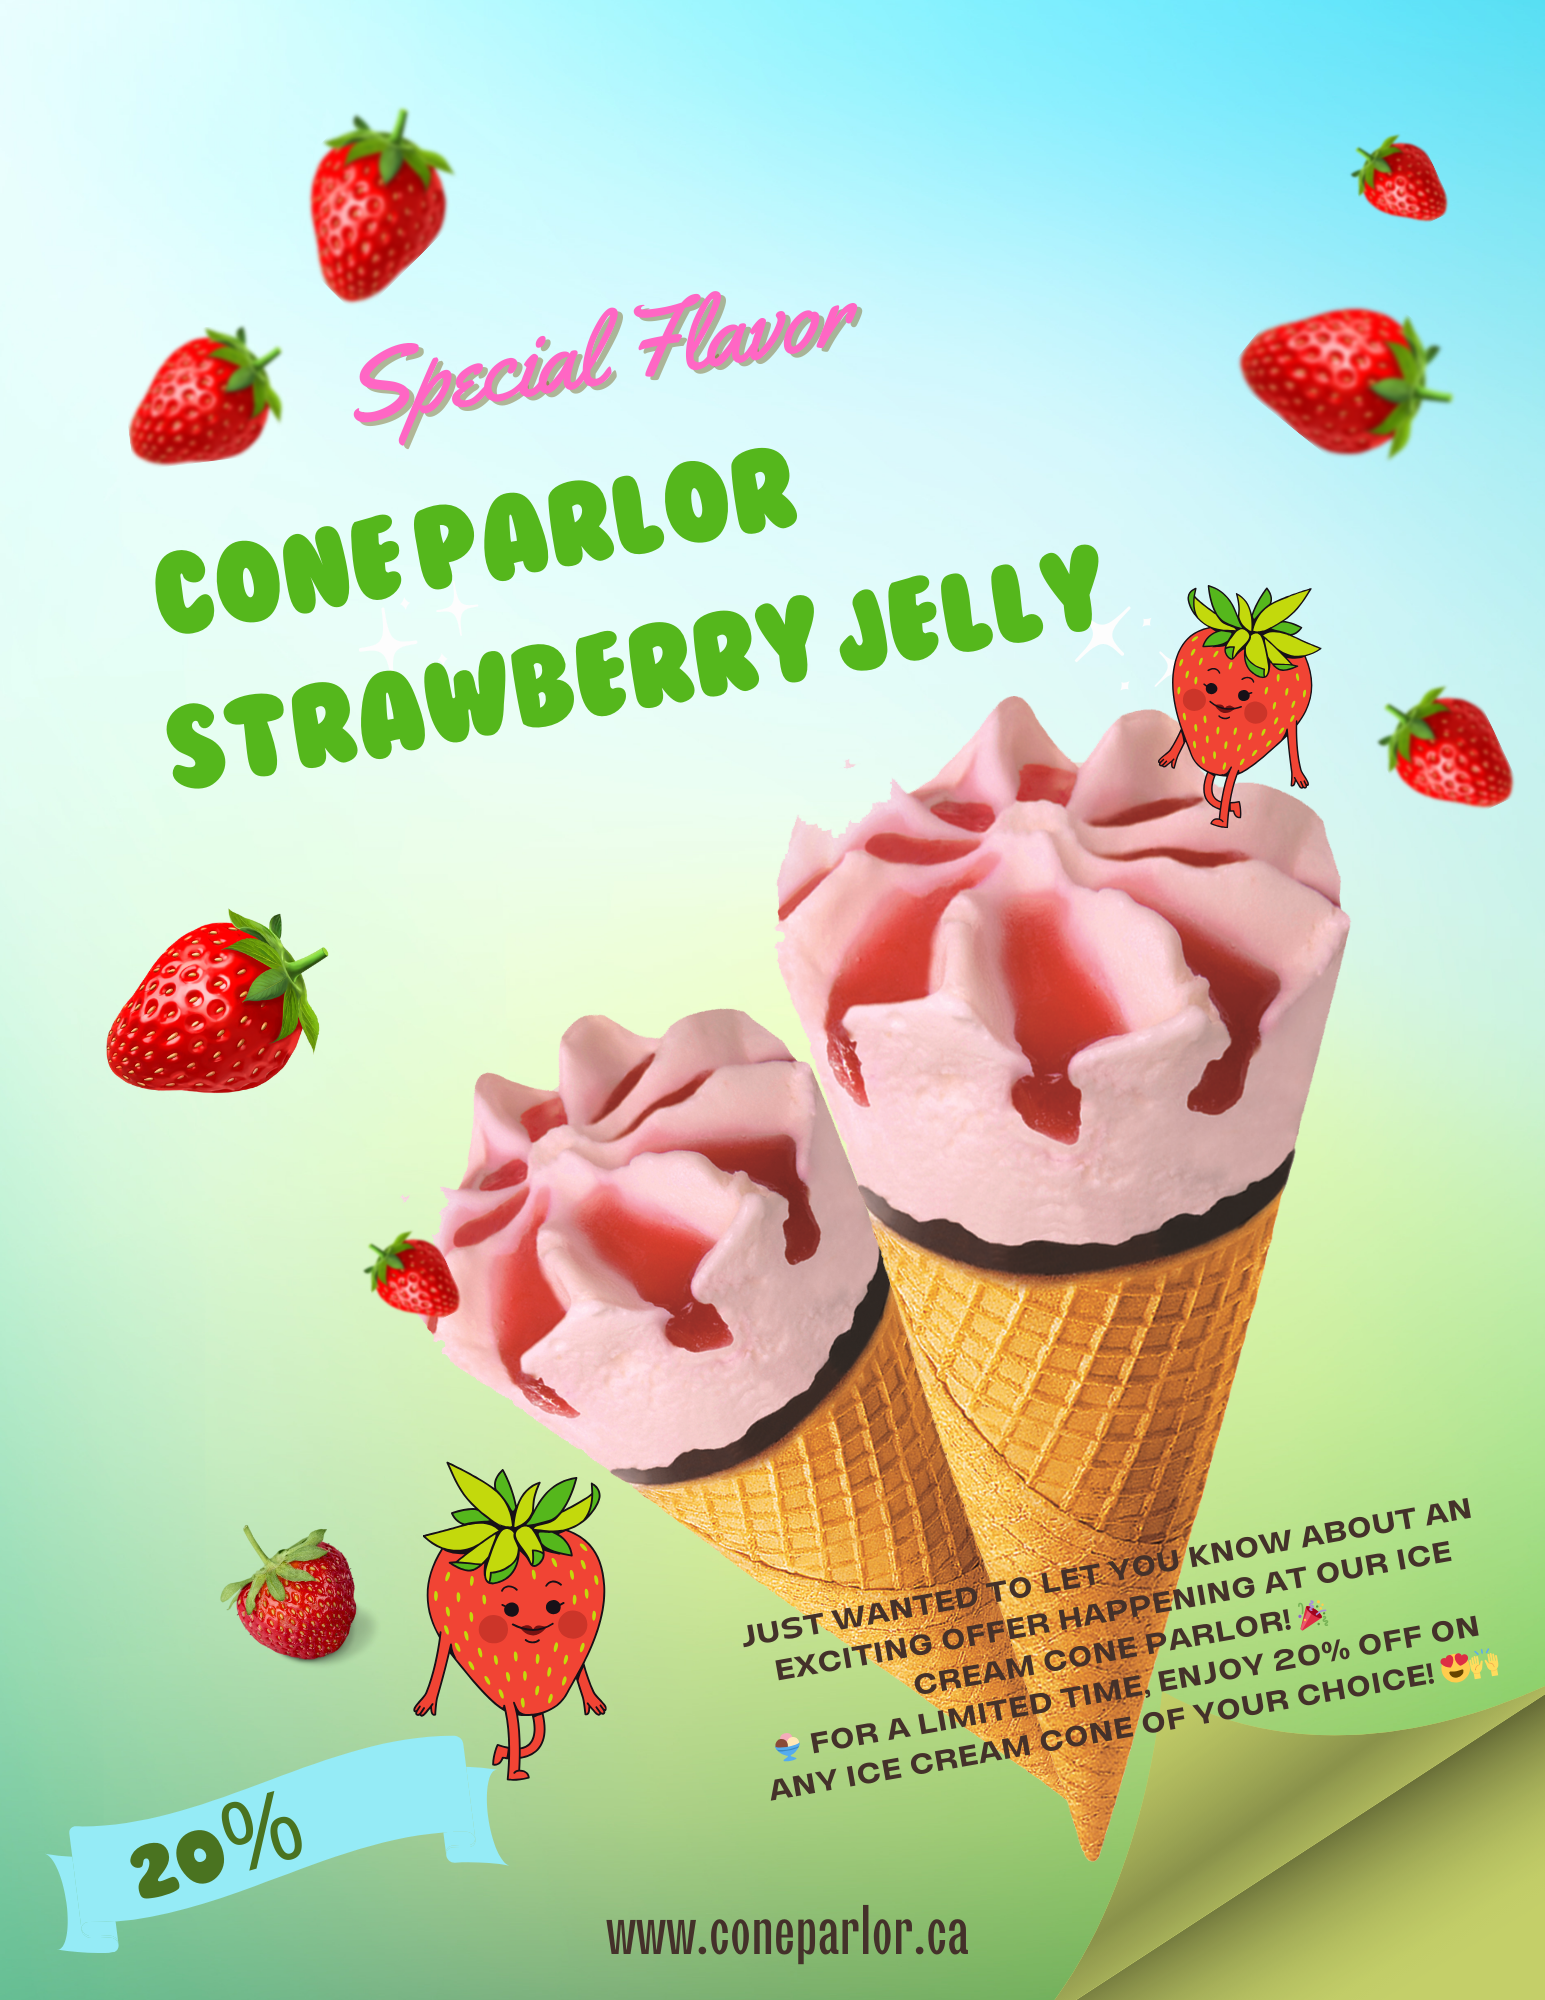 Special Flavor
CONE PARLOR
STRAWBERRY JELLY
JUST WANTED TO LET YOU KNOW ABOUT AN
EXCITING OFFER HAPPENING AT OUR ICE
CREAM CONE PARLOR! 🎉
🍨 FOR A LIMITED TIME, ENJOY 20% OFF ON
ANY ICE CREAM CONE OF YOUR CHOICE! 😍🙌
20%
www.coneparlor.ca